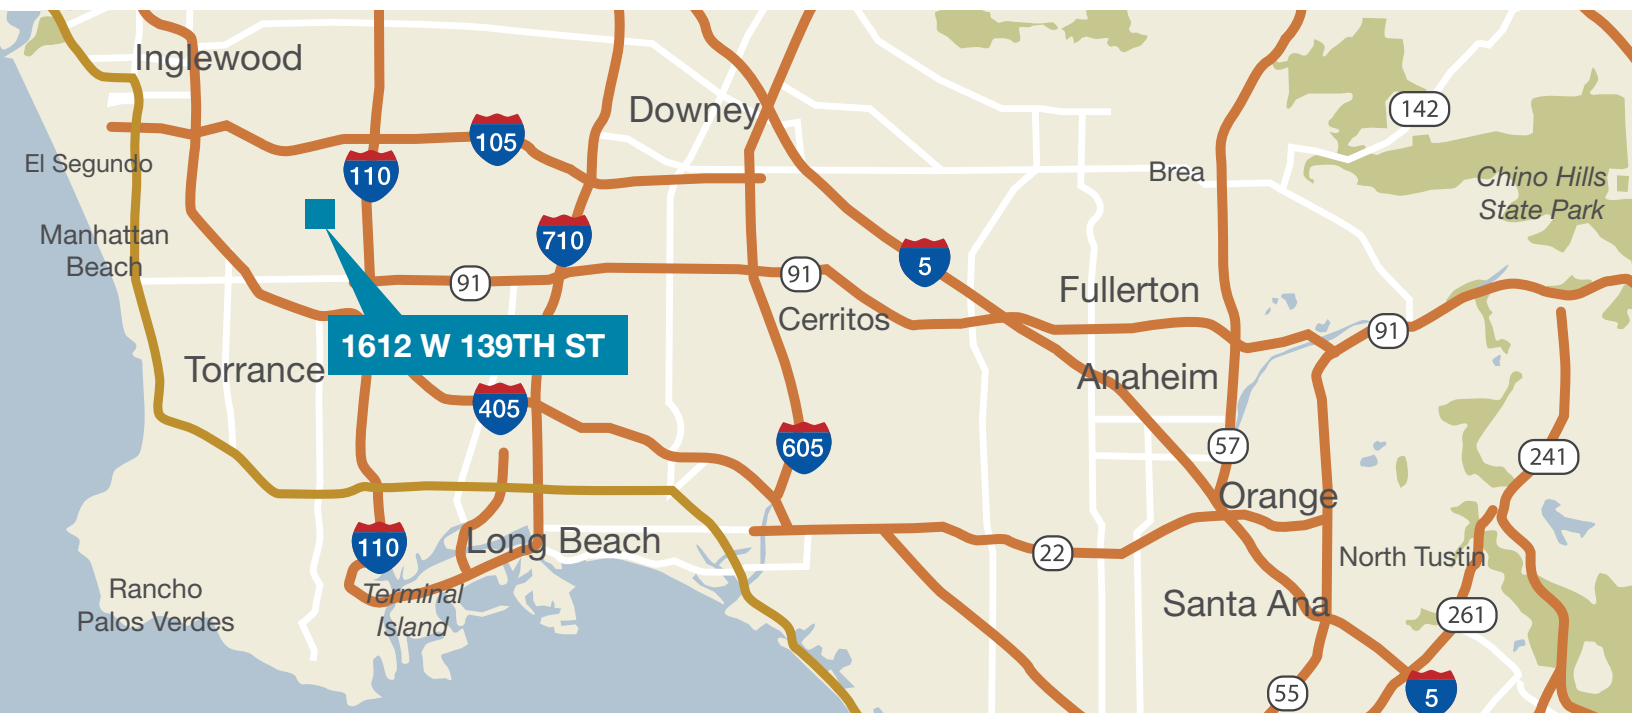 Inglewood
Downey
142
105
El Segundo
110
Brea
Chino Hills
State Park
Manhattan
Beach
710
5
91
91
Fullerton
Cerritos
91
1612 W 139TH ST
Torrance
Anaheim
405
605
57
241
Orange
110
Long Beach
22
North Tustin
Rancho
Palos Verdes
Terminal
Island
Santa Ana
261
55
5